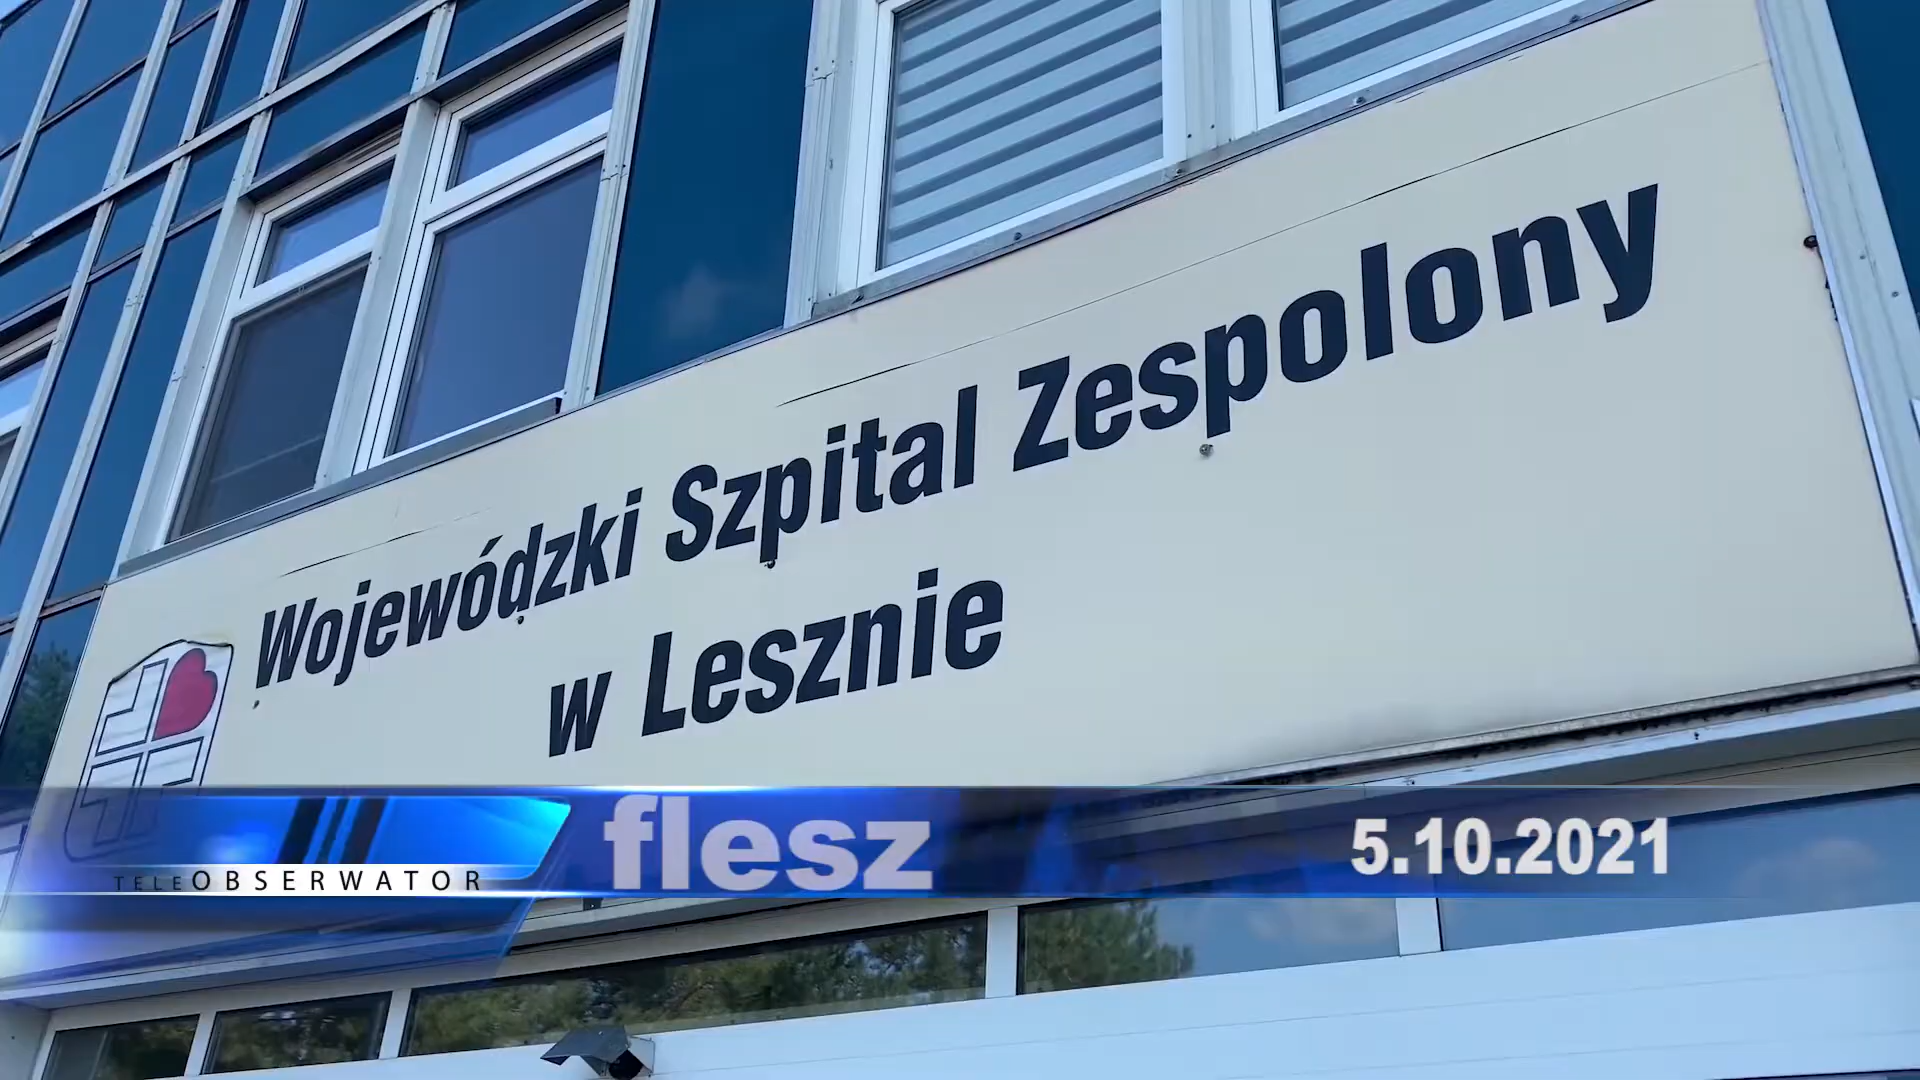 Wojewódzki Szpital Zespolony
w Lesznie
flesz
5.10.2021
TELEOBSERWATOR